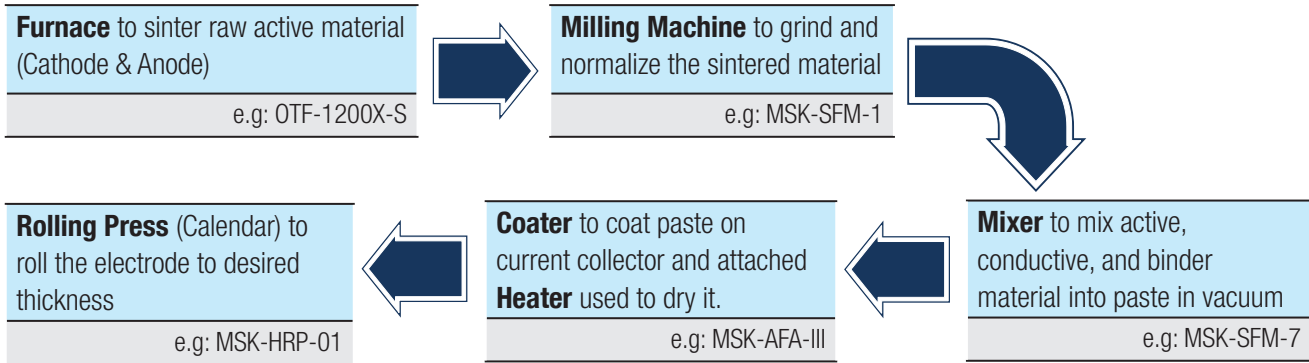 Furnace to sinter raw active material
(Cathode & Anode)
e.g: OTF-1200X-S
Milling Machine to grind and
normalize the sintered material
e.g: MSK-SFM-1
Mixer to mix active,
conductive, and binder
material into paste in vacuum
e.g: MSK-SFM-7
Coater to coat paste on
current collector and attached
Heater used to dry it.
e.g: MSK-AFA-III
Rolling Press (Calendar) to
roll the electrode to desired
thickness
e.g: MSK-HRP-01